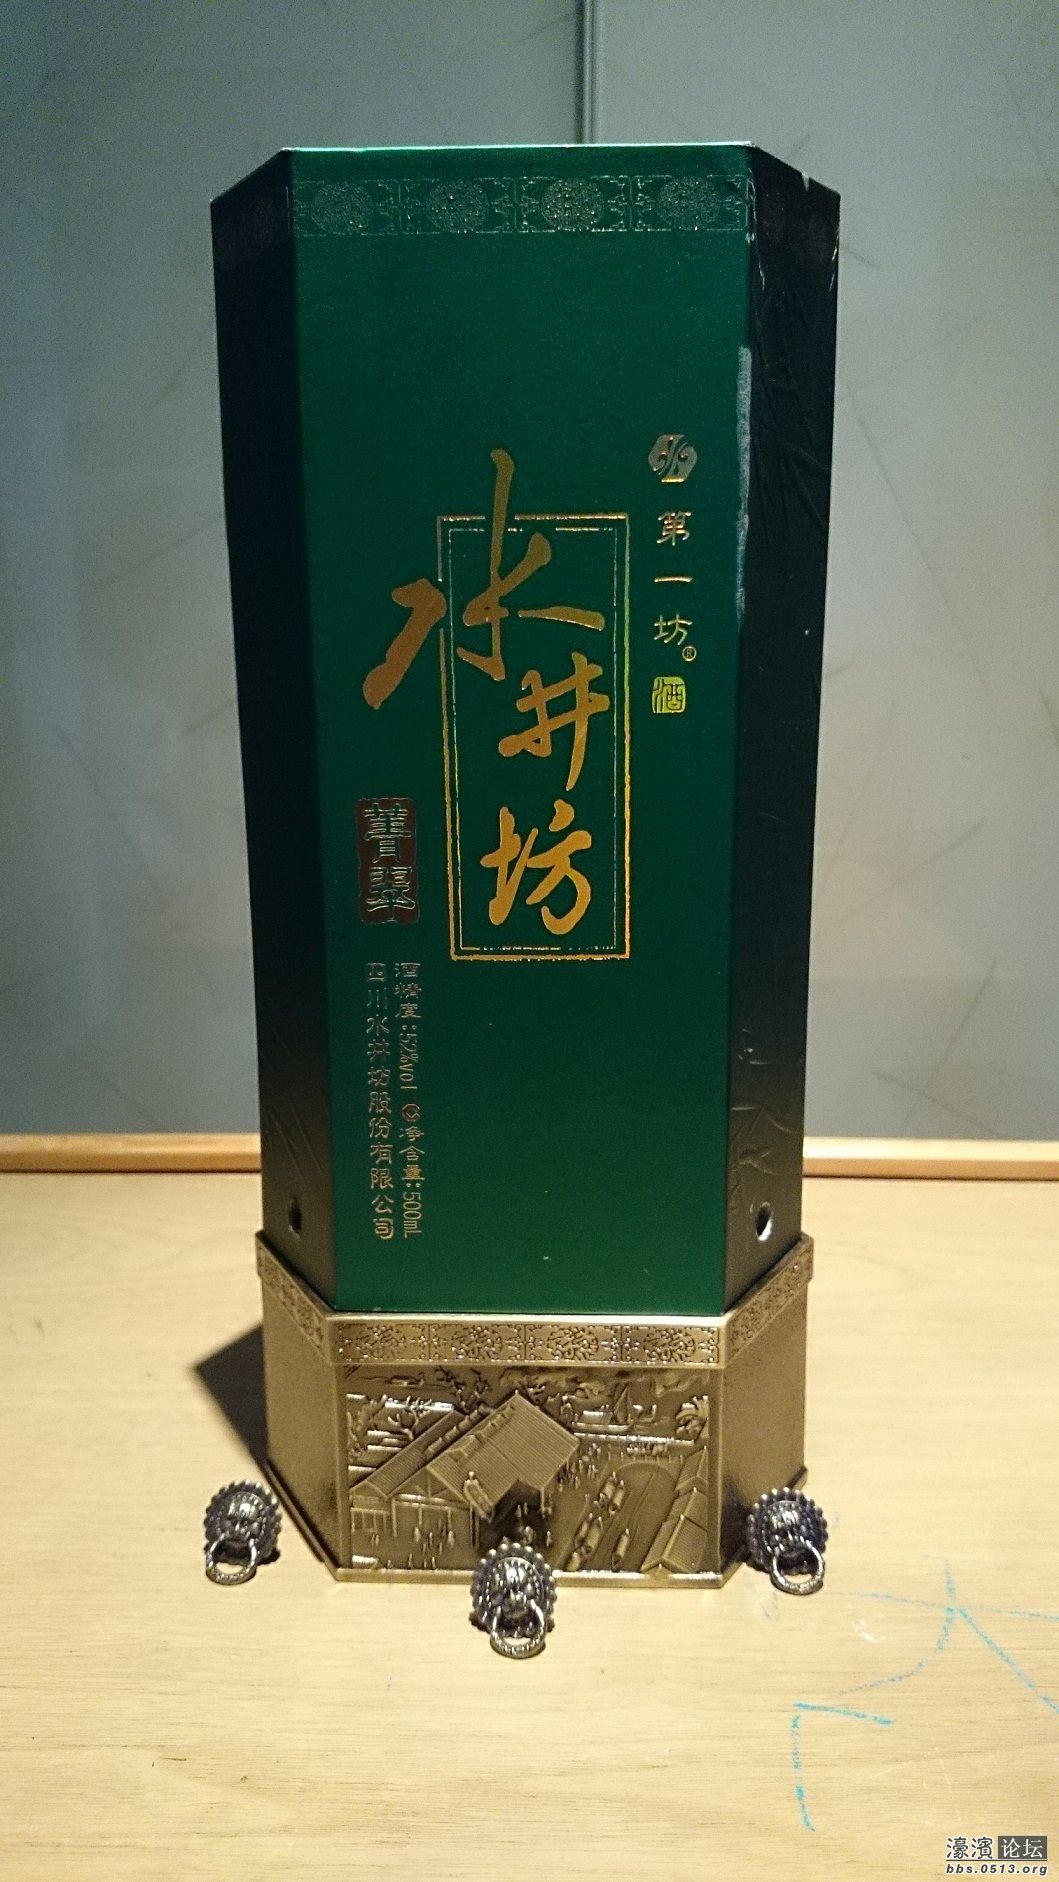 第一坊®
酒
水井坊
菁翠
酒精度:52%vol 净含量:500mL
四川水井坊股份有限公司
濠滨论坛
bbs.0513.org